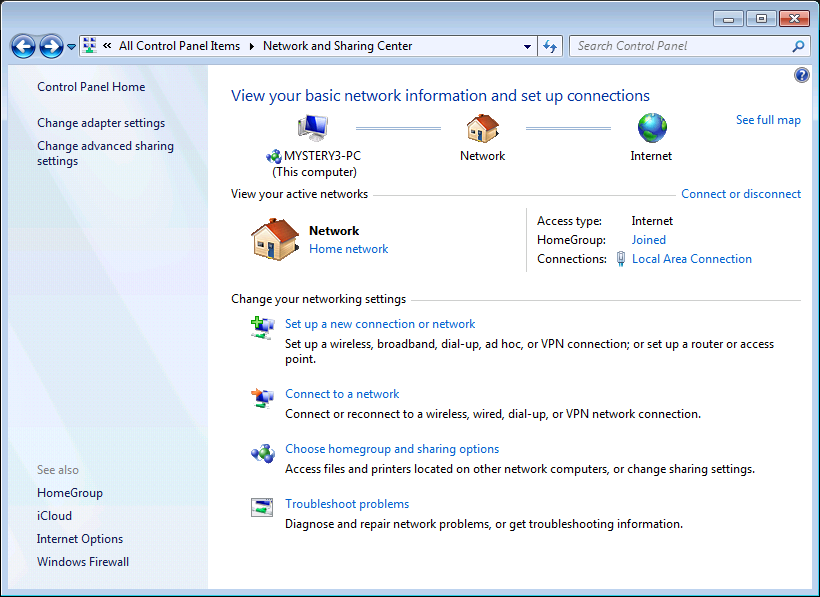 « All Control Panel Items ▸ Network and Sharing Center
Search Control Panel
Control Panel Home
Change adapter settings
Change advanced sharing
settings
See also
HomeGroup
iCloud
Internet Options
Windows Firewall
View your basic network information and set up connections
MYSTERY3-PC
(This computer)
Network
Internet
See full map
View your active networks
Connect or disconnect
Network
Home network
Access type: Internet
HomeGroup: Joined
Connections: Local Area Connection
Change your networking settings
Set up a new connection or network
Set up a wireless, broadband, dial-up, ad hoc, or VPN connection; or set up a router or access
point.
Connect to a network
Connect or reconnect to a wireless, wired, dial-up, or VPN network connection.
Choose homegroup and sharing options
Access files and printers located on other network computers, or change sharing settings.
Troubleshoot problems
Diagnose and repair network problems, or get troubleshooting information.